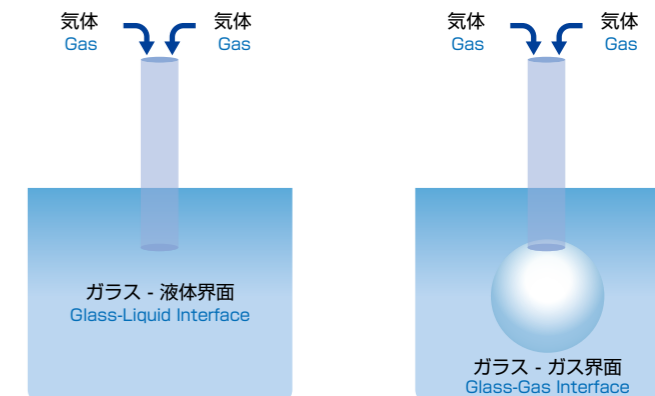 気体
Gas
気体
Gas
ガラス - 液体界面
Glass-Liquid Interface
気体
Gas
気体
Gas
ガラス - ガス界面
Glass-Gas Interface